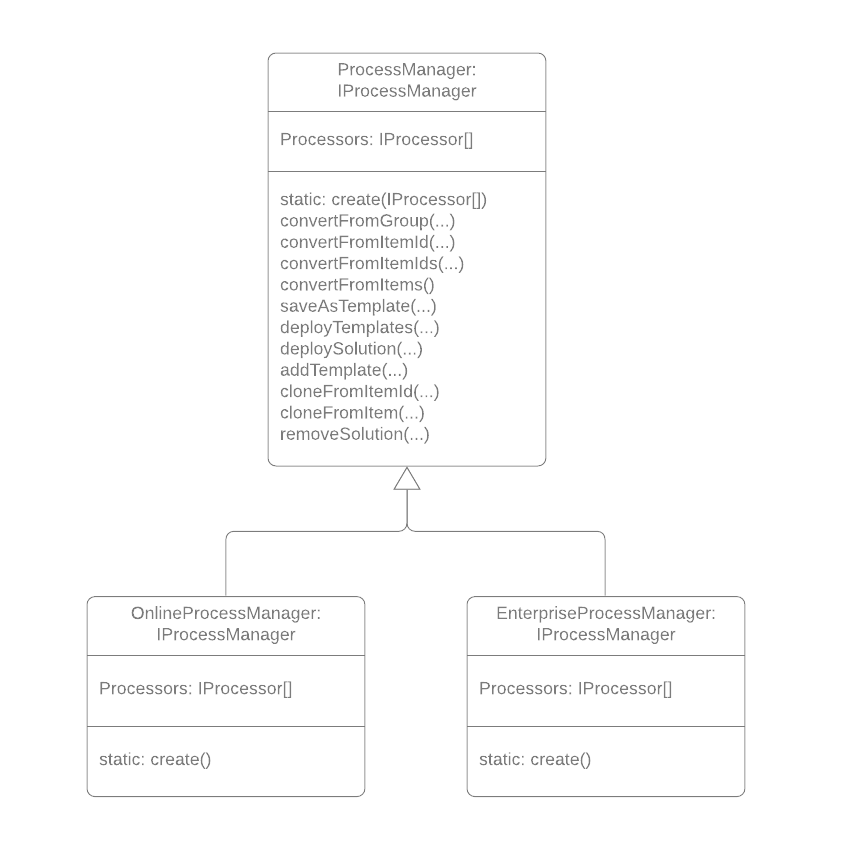 ProcessManager:
IProcessManager
Processors: IProcessor[]
static: create(IProcessor[])
convertFromGroup(...)
convertFromItemId(...)
convertFromItemIds(...)
convertFromItems()
saveAsTemplate(...)
deployTemplates(...)
deploySolution(...)
addTemplate(...)
cloneFromItemId(...)
cloneFromItem(...)
removeSolution(...)
OnlineProcessManager:
IProcessManager
Processors: IProcessor[]
static: create()
EnterpriseProcessManager:
IProcessManager
Processors: IProcessor[]
static: create()